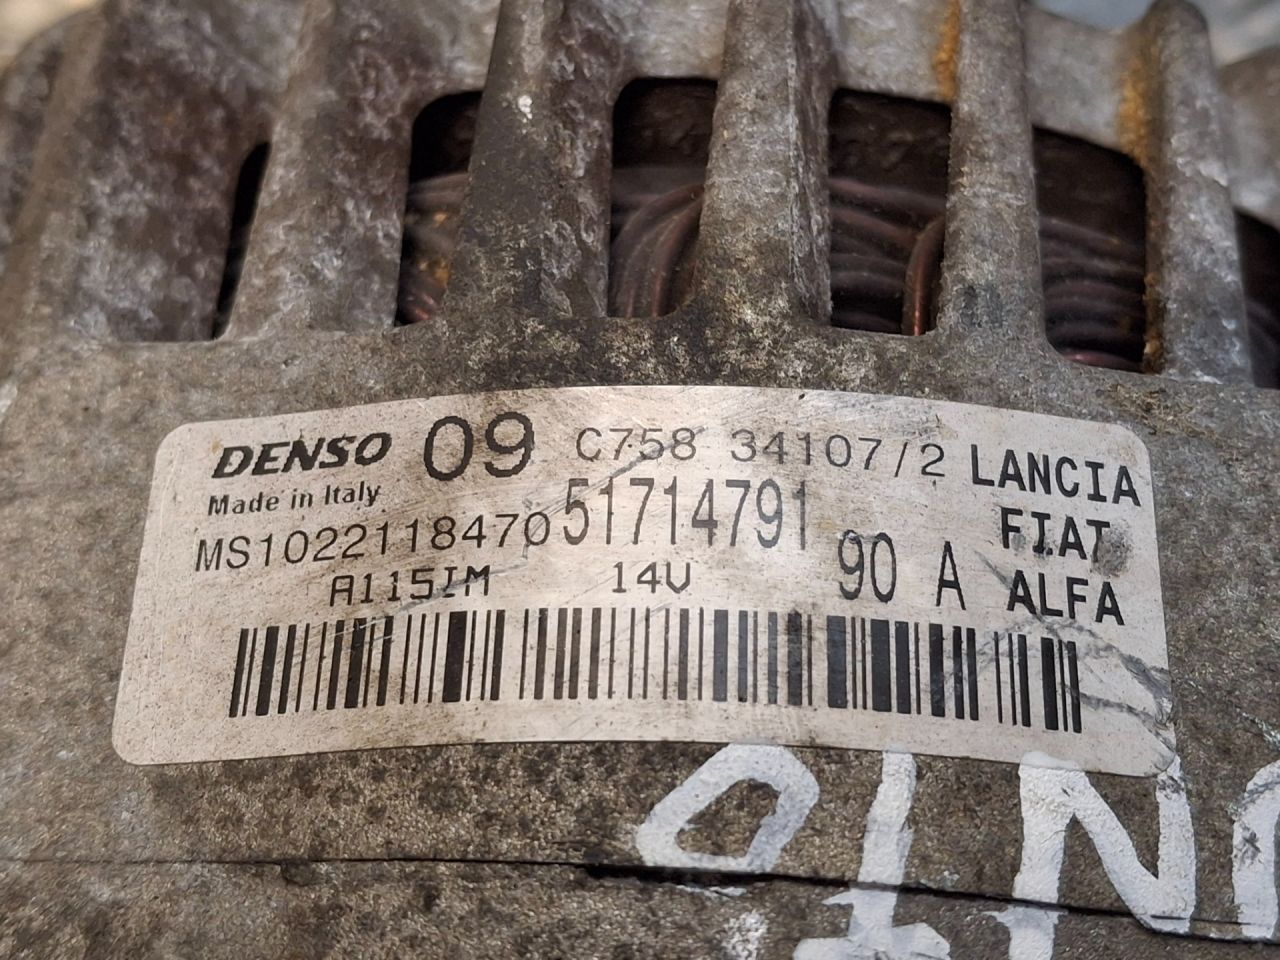 DENSO 09 C758 34107/2 LANCIA
Made in Italy 51714791 FIAT
MS1022118470 90 A ALFA
A115IM 14V